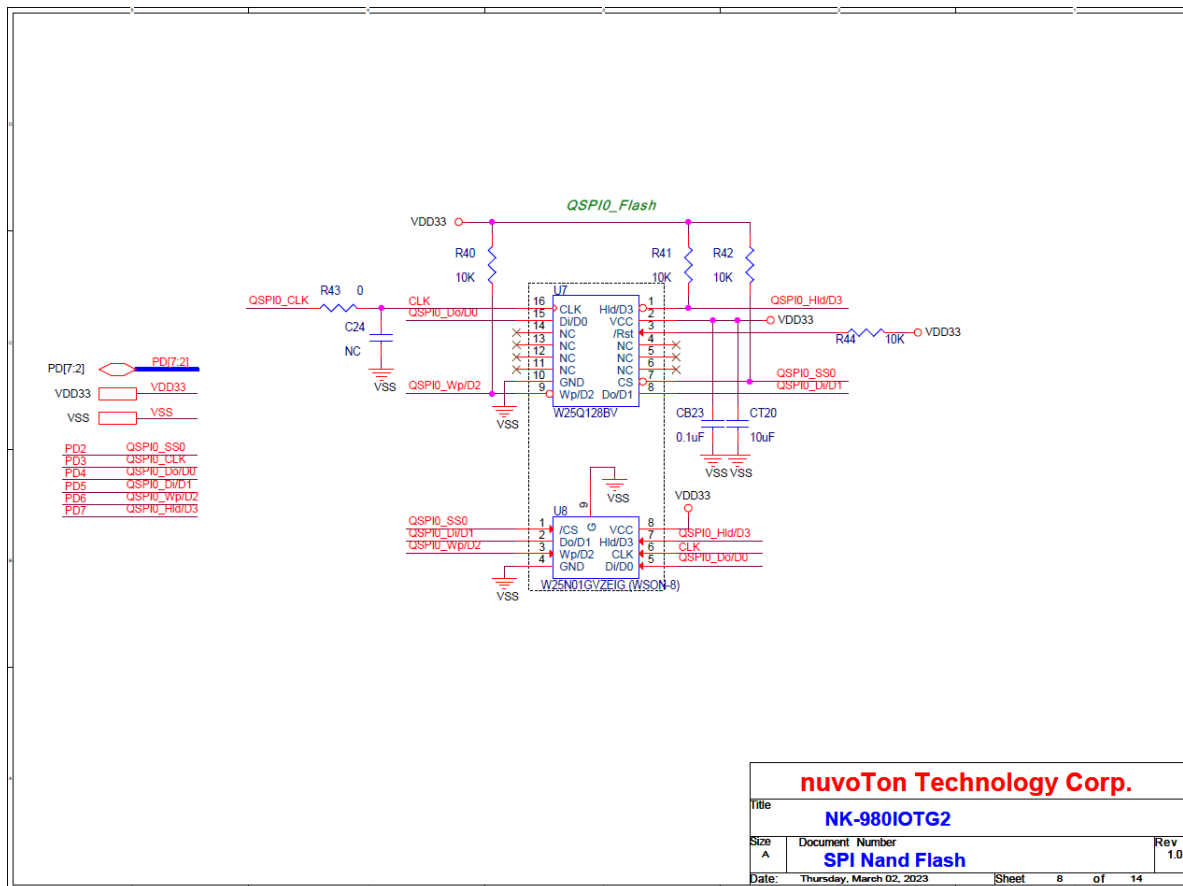 QSPI0_Flash
VDD33
R40
10K
R41
10K
R42
10K
QSPI0_CLK
R43 0
CLK
QSPI0_Do/D0
C24
NC
VSS
QSPI0_Wp/D2
VSS
U7
16 CLK
15 Di/D0
14 NC
13 NC
12 NC
11 NC
10 GND
9 Wp/D2
Hld/D3 1
VCC 2
/Rst 3
NC 4
NC 5
NC 6
CS 7
Do/D1 8
W25Q128BV
QSPI0_Hld/D3
VDD33
R44 10K
VDD33
QSPI0_SS0
QSPI0_Di/D1
CB23
0.1uF
CT20
10uF
VSS VSS
PD[7:2] PD[7:2]
VDD33 VDD33
VSS VSS
PD2 QSPI0_SS0
PD3 QSPI0_CLK
PD4 QSPI0_Do/D0
PD5 QSPI0_Di/D1
PD6 QSPI0_Wp/D2
PD7 QSPI0_Hld/D3
VSS
9
G
VDD33
U8
QSPI0_SS0 1 /CS
QSPI0_Di/D1 2 Do/D1
QSPI0_Wp/D2 3 Wp/D2
4 GND
VCC 8
Hld/D3 7 QSPI0_Hld/D3
CLK 6 CLK
Di/D0 5 QSPI0_Do/D0
VSS
W25N01GVZEIG (WSON-8)
nuvoTon Technology Corp.
Title
NK-980IOTG2
Size
A
Document Number
SPI Nand Flash
Rev
1.0
Date: Thursday, March 02, 2023 Sheet 8 of 14